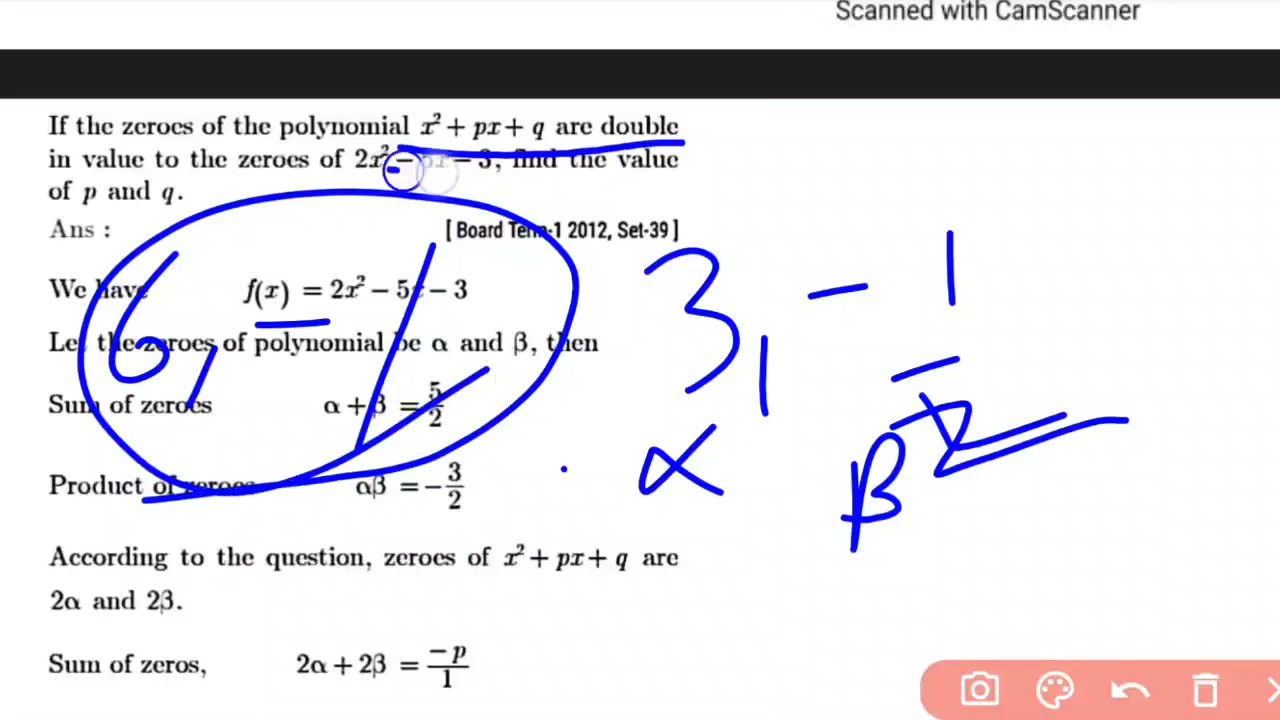 Scanned with CamScanner
If the zeroes of the polynomial x² + px + q are double
in value to the zeroes of 2x² − px − 3, find the value
of p and q.
Ans : [ Board Term-1 2012, Set-39 ]
We have f(x) = 2x² − 5x − 3
Let the zeroes of polynomial be α and β, then
Sum of zeroes α + β = 5/2
Product of zeroes αβ = −3/2
According to the question, zeroes of x² + px + q are
2α and 2β.
Sum of zeros, 2α + 2β = −p/1
6, 
3, −1/2
α β